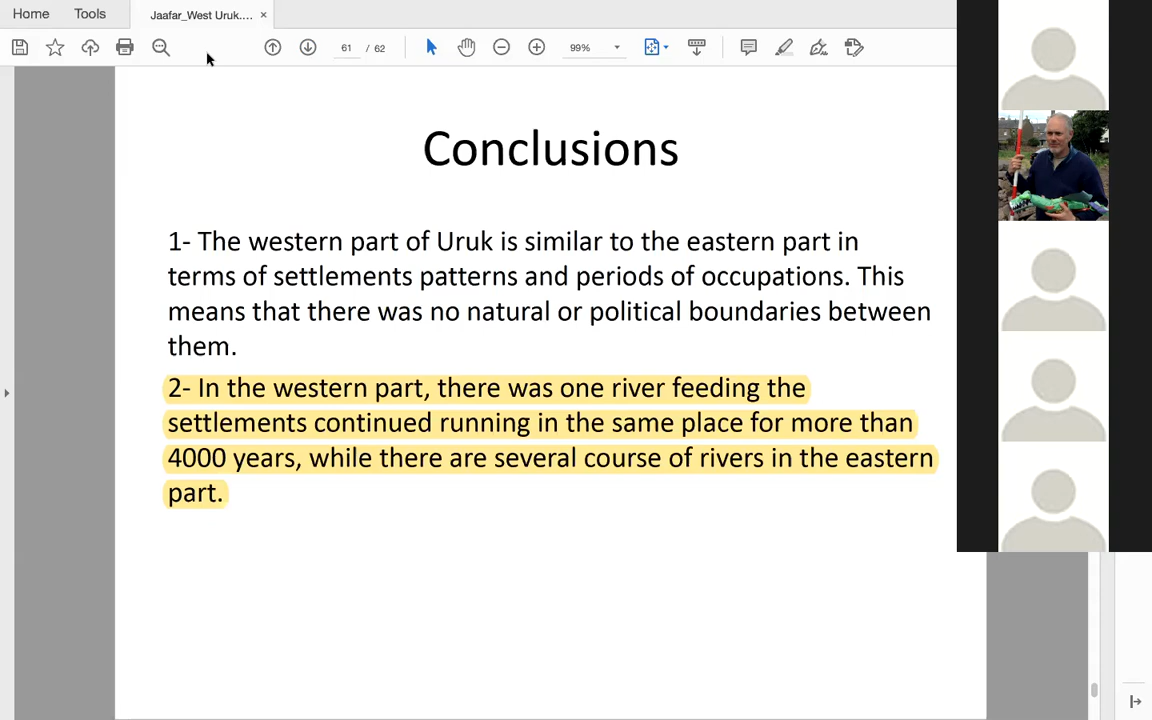 Home
Tools
Jaafar_West Uruk....
61 / 62
99%
Conclusions
1- The western part of Uruk is similar to the eastern part in
terms of settlements patterns and periods of occupations. This
means that there was no natural or political boundaries between
them.
2- In the western part, there was one river feeding the
settlements continued running in the same place for more than
4000 years, while there are several course of rivers in the eastern
part.